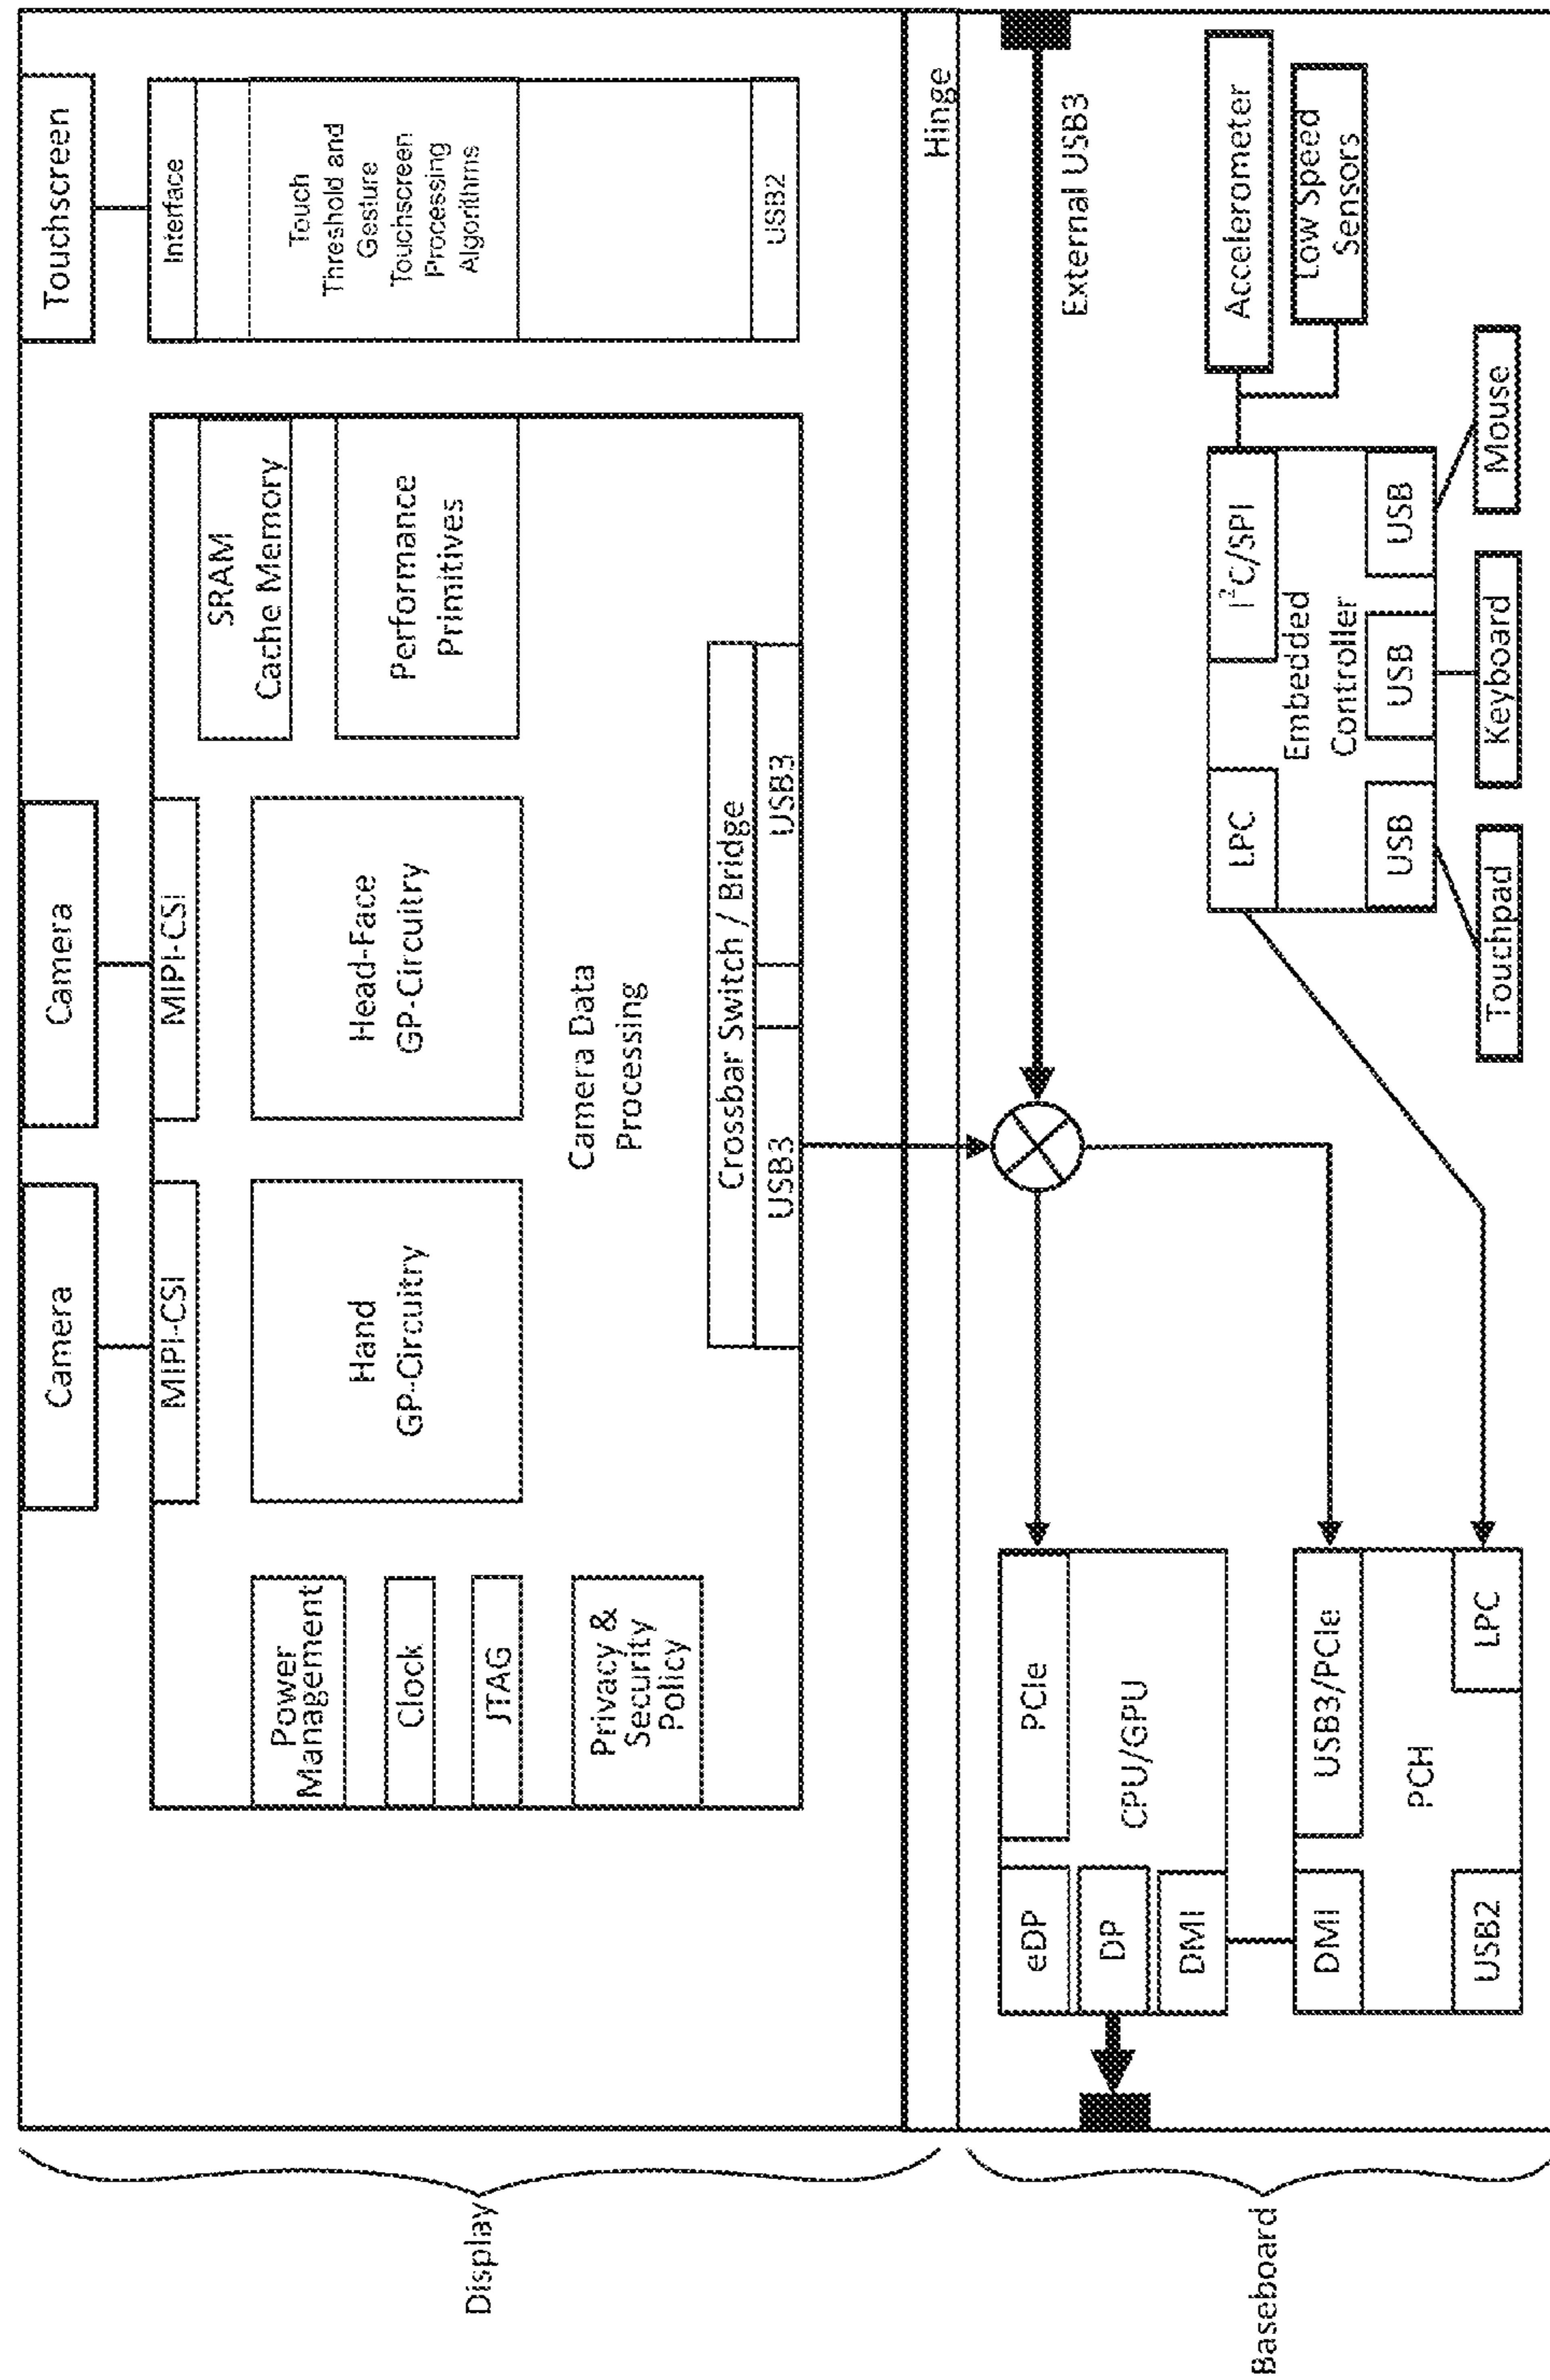 Display
Camera
Camera
Touchscreen
MIPI-CSI
MIPI-CSI
Interface
Power
Management
Clock
JTAG
Privacy &
Security
Policy
Hand
GP-Circuitry
Head-Face
GP-Circuitry
SRAM
Cache Memory
Performance
Primitives
Touch
Threshold and
Gesture
Touchscreen
Processing
Algorithms
Camera Data
Processing
Crossbar Switch / Bridge
USB3
USB3
USB2
Hinge
Baseboard
External USB3
eDP
PCIe
DP
CPU/GPU
DMI
DMI
USB3/PCIe
PCH
USB2
LPC
LPC
I²C/SPI
Embedded
Controller
USB
USB
USB
Accelerometer
Low Speed
Sensors
Touchpad
Keyboard
Mouse